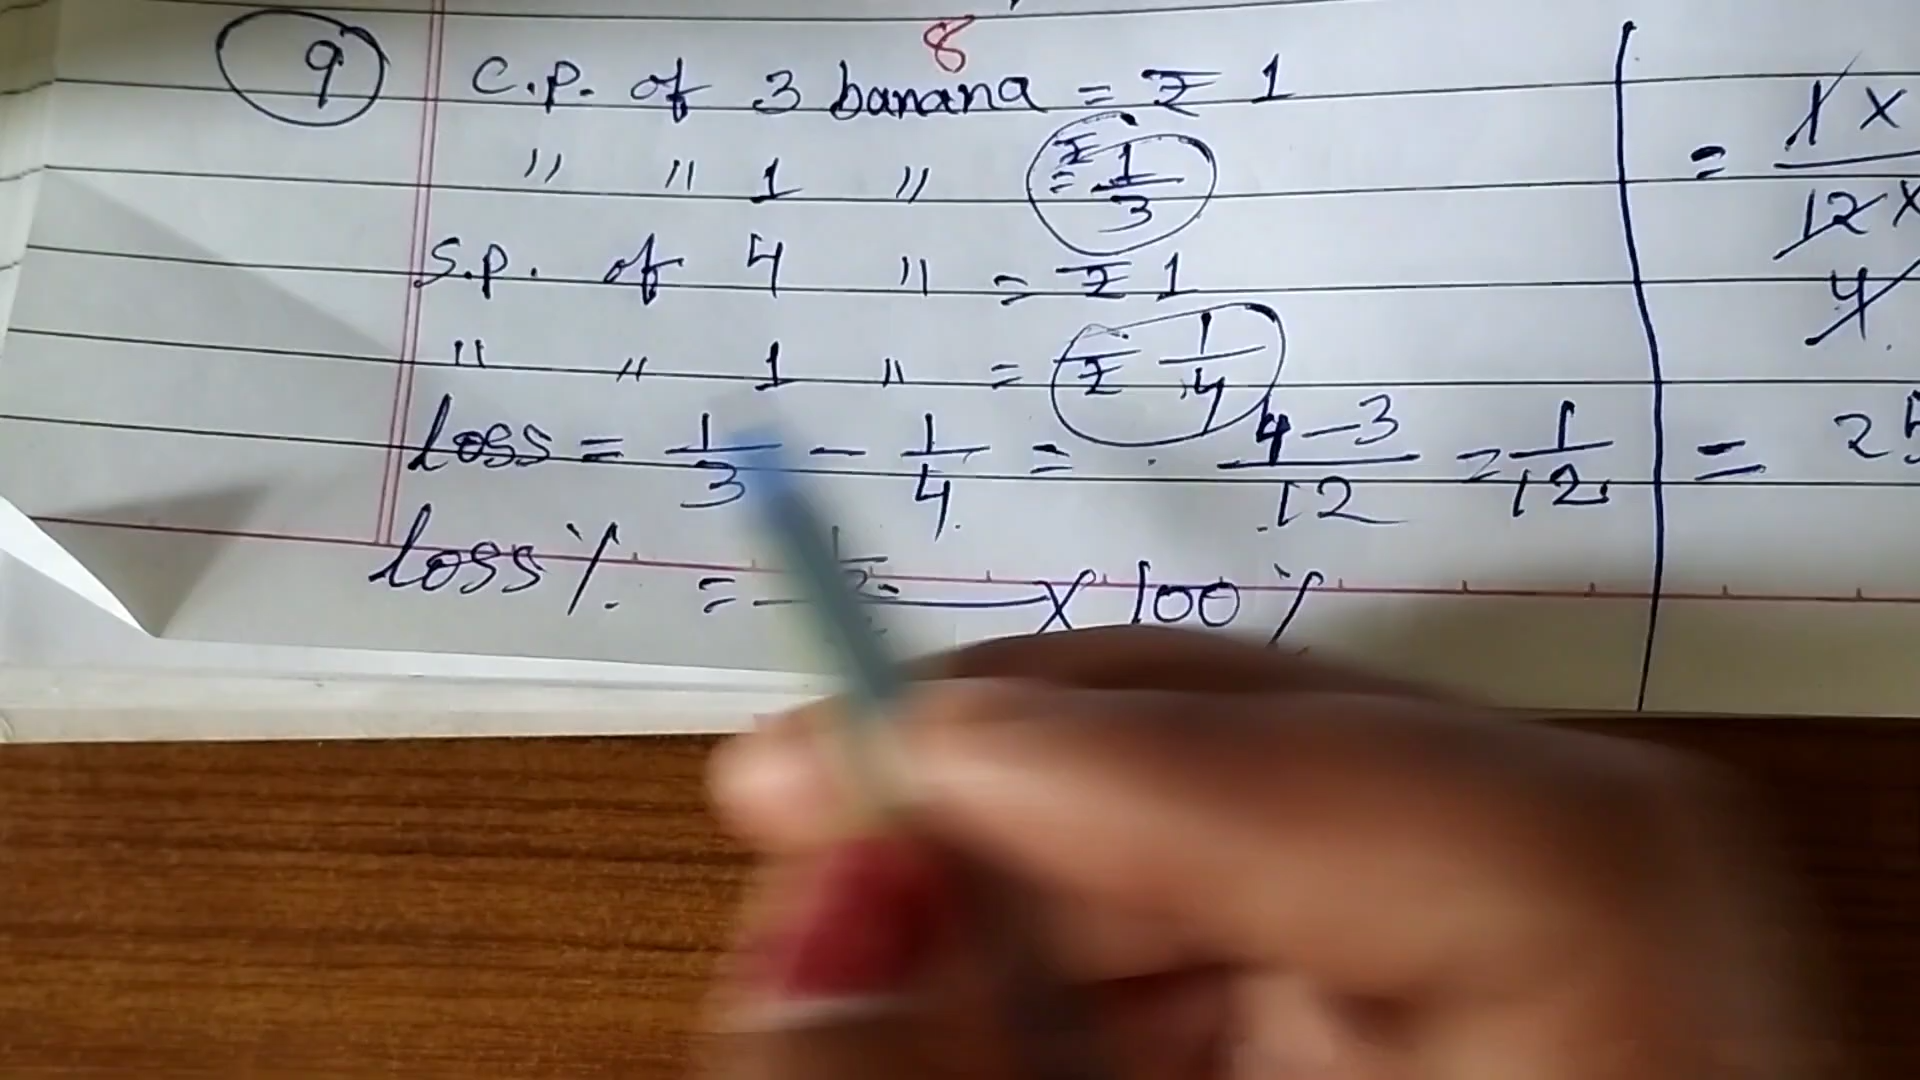 8
9 C.P. of 3 banana = ₹ 1
" " 1 " = ₹ 1/3
S.P. of 4 " = ₹ 1
" " 1 " = ₹ 1/4
loss = 1/3 - 1/4 = 4-3/12 = 1/12
loss % = x 100 %
= 1 x
12 x
4
= 25